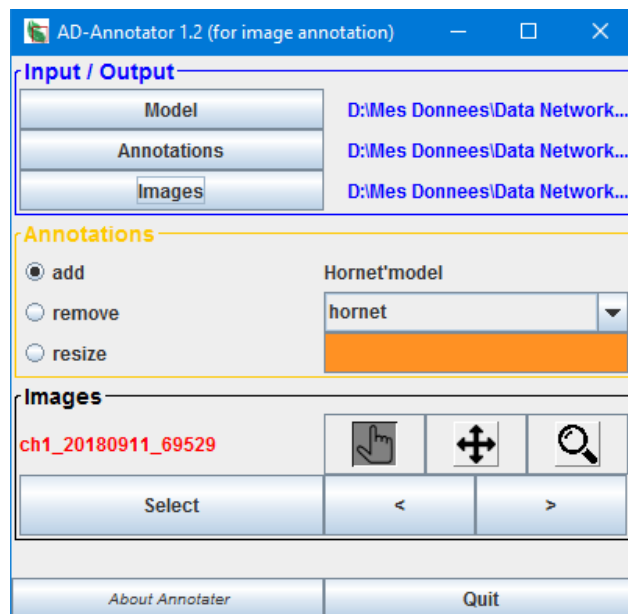 AD-Annotator 1.2 (for image annotation)
Input / Output
Model D:\Mes Donnees\Data Network...
Annotations D:\Mes Donnees\Data Network...
Images D:\Mes Donnees\Data Network...
Annotations
add Hornet'model
remove hornet
resize
Images
ch1_20180911_69529
Select < >
About Annotater Quit